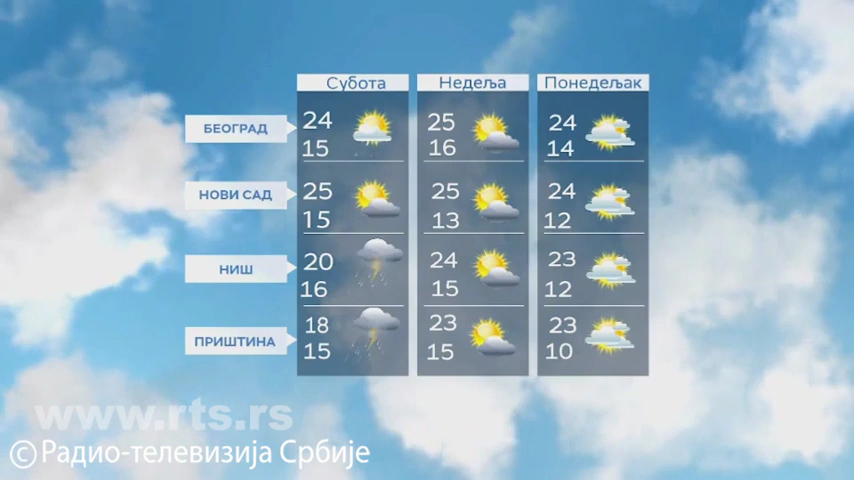 Субота Недеља Понедељак
БЕОГРАД 24 25 24
15 16 14
НОВИ САД 25 25 24
15 13 12
НИШ 20 24 23
16 15 12
ПРИШТИНА 18 23 23
15 15 10
www.rts.rs
© Радио-телевизија Србије